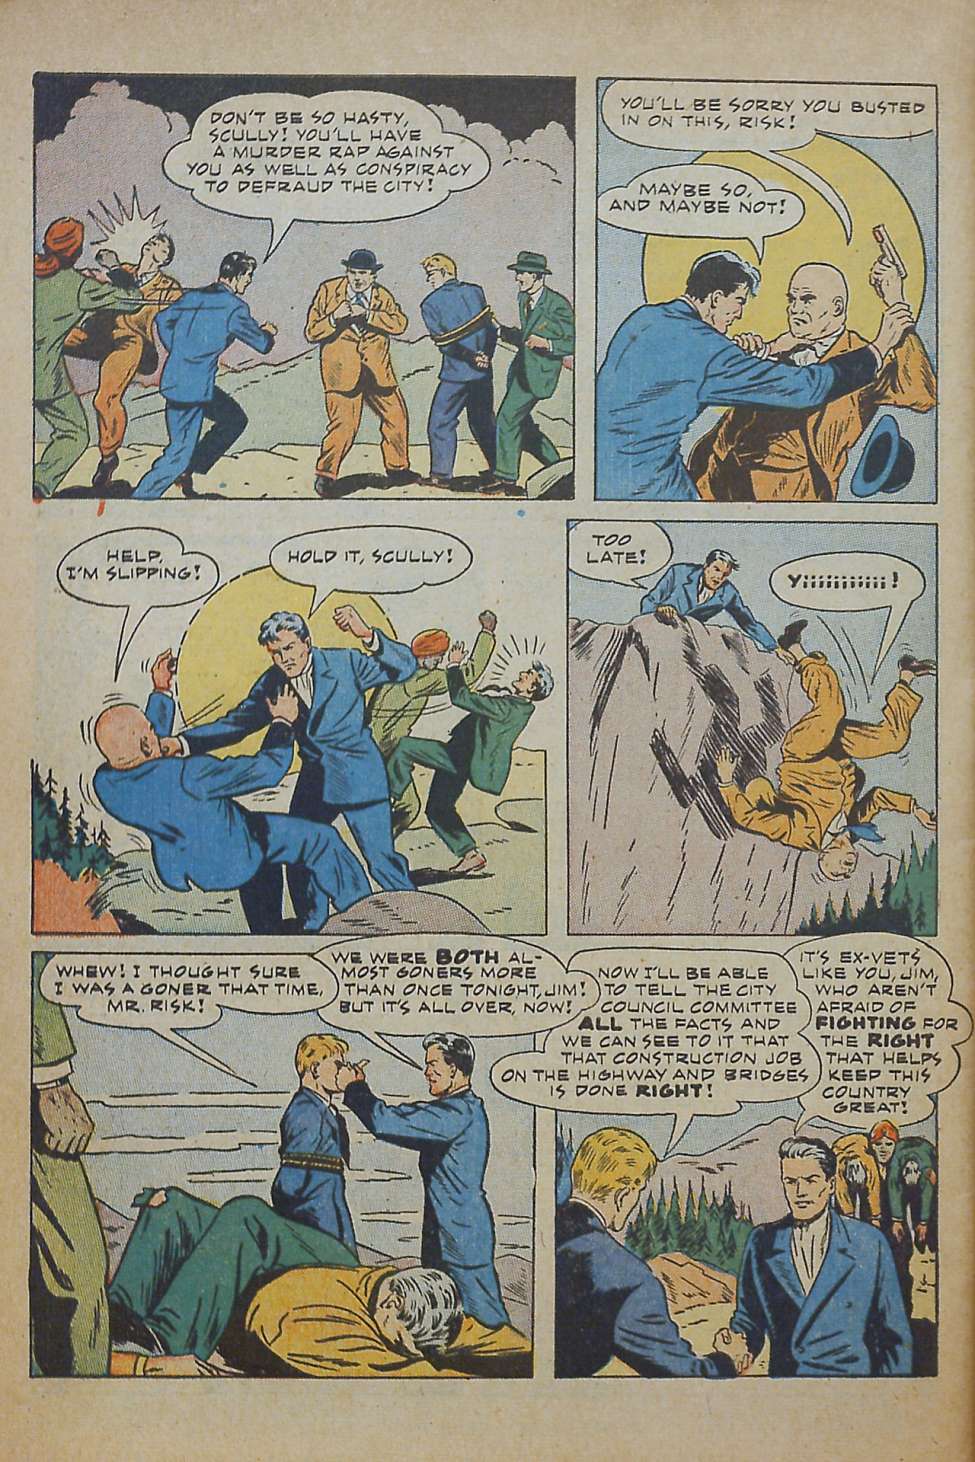 DON'T BE SO HASTY,
SCULLY! YOU'LL HAVE
A MURDER RAP AGAINST
YOU AS WELL AS CONSPIRACY
TO DEFRAUD THE CITY!
YOU'LL BE SORRY YOU BUSTED
IN ON THIS, RISK!
MAYBE SO,
AND MAYBE NOT!
HELP,
I'M SLIPPING!
HOLD IT, SCULLY!
TOO
LATE!
Yiiiiiiiiiiii!
WHEW! I THOUGHT SURE
I WAS A GONER THAT TIME,
MR. RISK!
WE WERE BOTH AL-
MOST GONERS MORE
THAN ONCE TONIGHT, JIM!
BUT IT'S ALL OVER, NOW!
NOW I'LL BE ABLE
TO TELL THE CITY
COUNCIL COMMITTEE
ALL THE FACTS AND
WE CAN SEE TO IT THAT
THAT CONSTRUCTION JOB
ON THE HIGHWAY AND BRIDGES
IS DONE RIGHT!
IT'S EX-VETS
LIKE YOU, JIM,
WHO AREN'T
AFRAID OF
FIGHTING FOR
THE RIGHT
THAT HELPS
KEEP THIS
COUNTRY
GREAT!